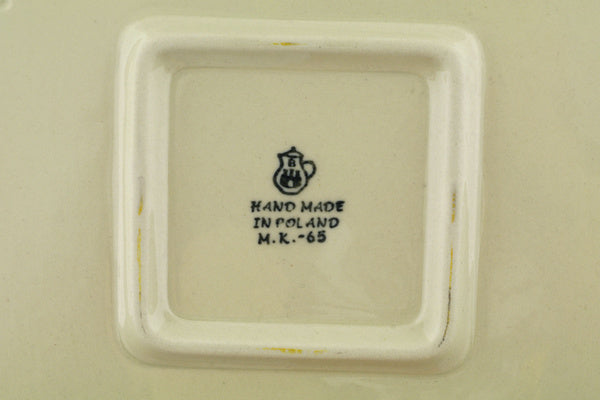 B
HAND MADE
IN POLAND
M.K.-65